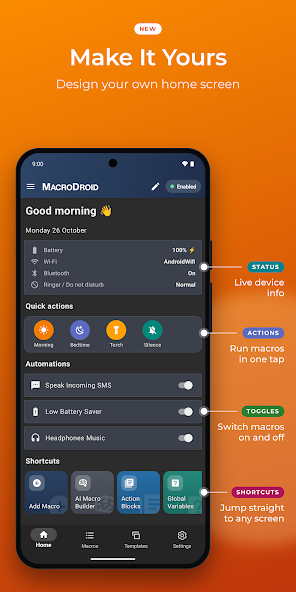 NEW
Make It Yours
Design your own home screen
9:00
MACRODROID
Enabled
Good morning 👋
Monday 26 October
Battery 100% ⚡
Wi-Fi AndroidWifi
Bluetooth On
Ringer / Do not disturb Normal
STATUS
Live device
info
Quick actions
Morning Bedtime Torch Silence
ACTIONS
Run macros
in one tap
Automations
Speak Incoming SMS
Low Battery Saver
Headphones Music
TOGGLES
Switch macros
on and off
Shortcuts
Add Macro
AI Macro
Builder
Action
Blocks
Global
Variables
SHORTCUTS
Jump straight
to any screen
Home Macros Templates Settings